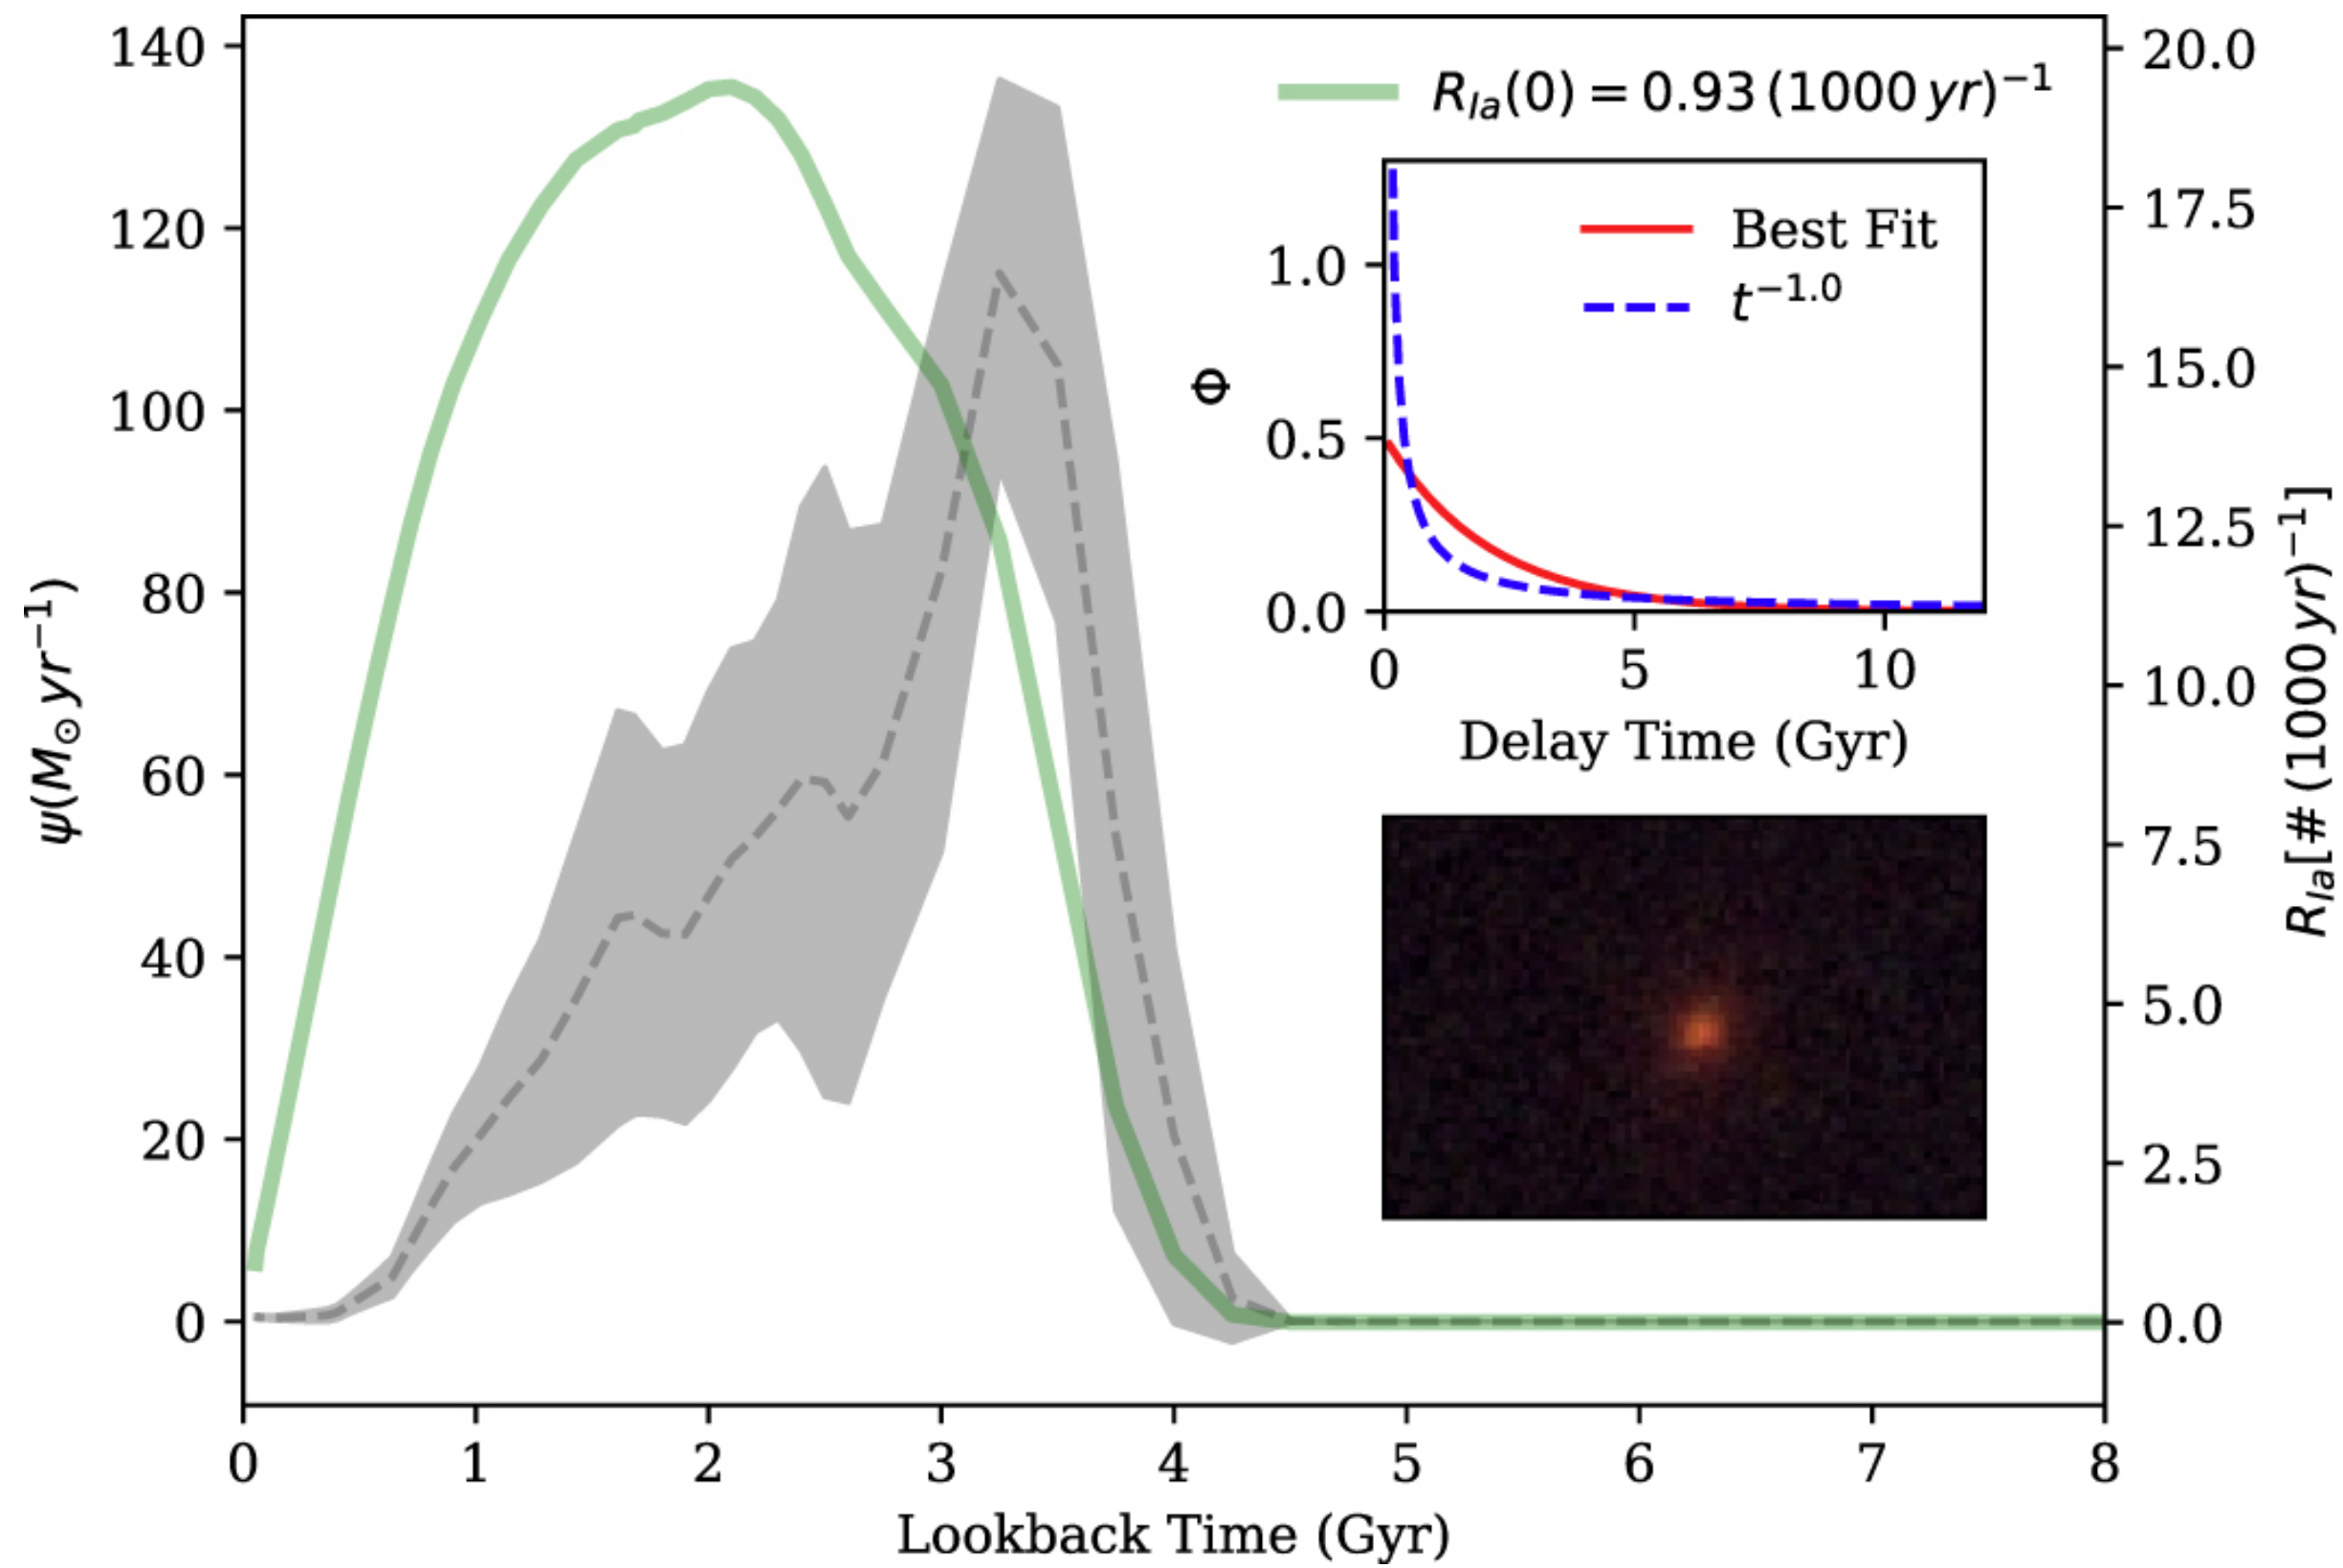 140
120
100
80
60
40
20
0
ψ(M⊙ yr⁻¹)
R_Ia(0) = 0.93 (1000 yr)⁻¹
Best Fit
t⁻¹·⁰
1.0
0.5
0.0
Φ
0 5 10
Delay Time (Gyr)
20.0
17.5
15.0
12.5
10.0
7.5
5.0
2.5
0.0
R_Ia[# (1000 yr)⁻¹]
0 1 2 3 4 5 6 7 8
Lookback Time (Gyr)